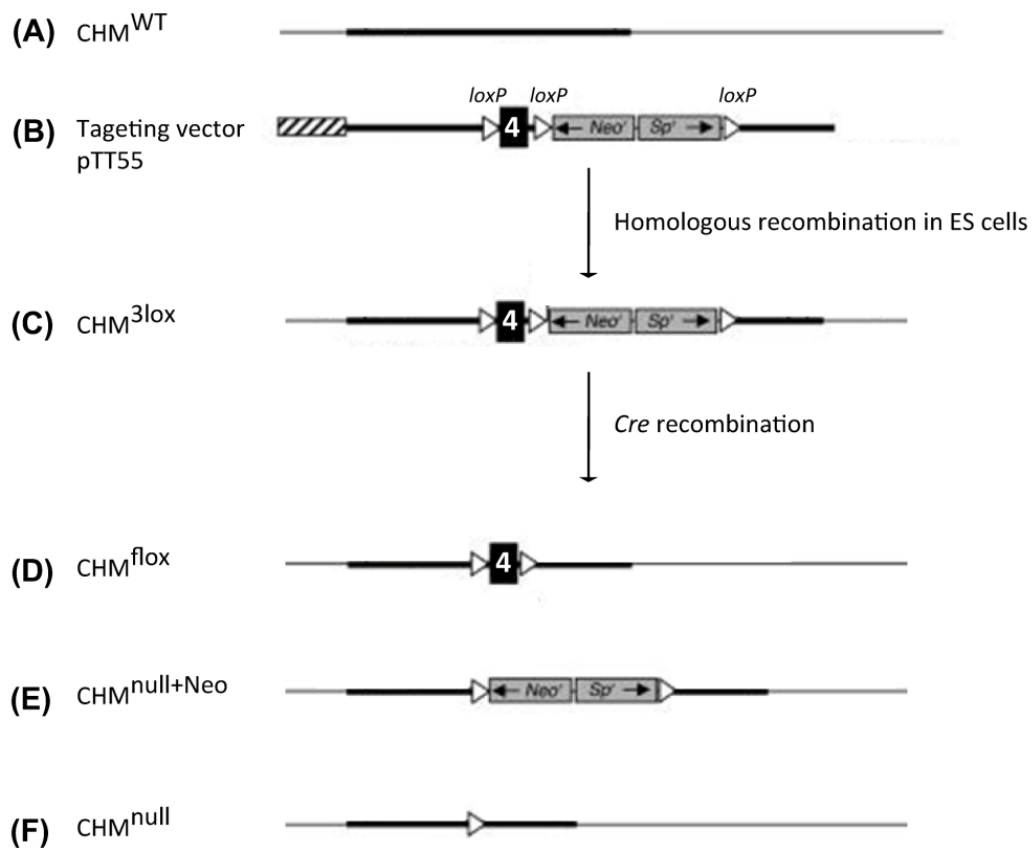 (A) CHM^WT
loxP loxP loxP
(B) Tageting vector
pTT55
4 Neo^r Sp^r
Homologous recombination in ES cells
(C) CHM^3lox
4 Neo^r Sp^r
Cre recombination
(D) CHM^flox
4
(E) CHM^null+Neo
Neo^r Sp^r
(F) CHM^null